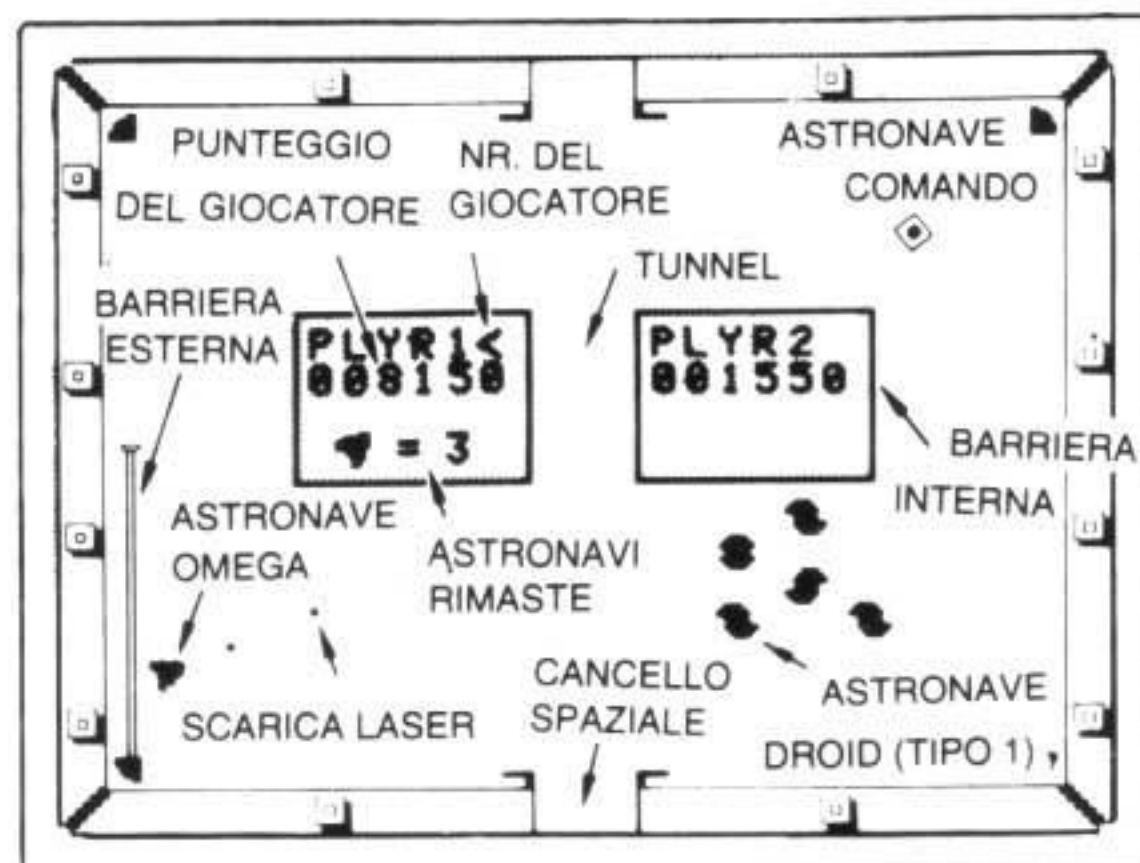 PUNTEGGIO
DEL GIOCATORE
NR. DEL
GIOCATORE
ASTRONAVE
COMANDO
TUNNEL
BARRIERA
ESTERNA
PLYR1<
008150
= 3
PLYR2
001550
BARRIERA
INTERNA
ASTRONAVE
OMEGA
ASTRONAVI
RIMASTE
SCARICA LASER
CANCELLO
SPAZIALE
ASTRONAVE
DROID (TIPO 1)